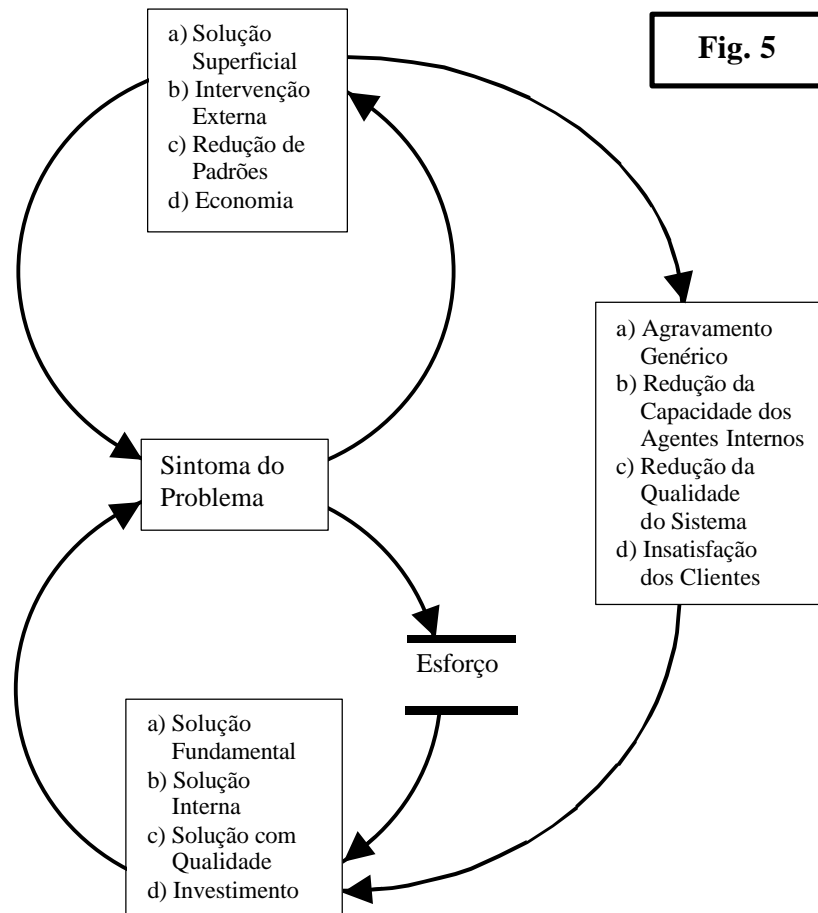 a) Solução
Superficial
b) Intervenção
Externa
c) Redução de
Padrões
d) Economia
Fig. 5
a) Agravamento
Genérico
b) Redução da
Capacidade dos
Agentes Internos
c) Redução da
Qualidade
do Sistema
d) Insatisfação
dos Clientes
Sintoma do
Problema
Esforço
a) Solução
Fundamental
b) Solução
Interna
c) Solução com
Qualidade
d) Investimento